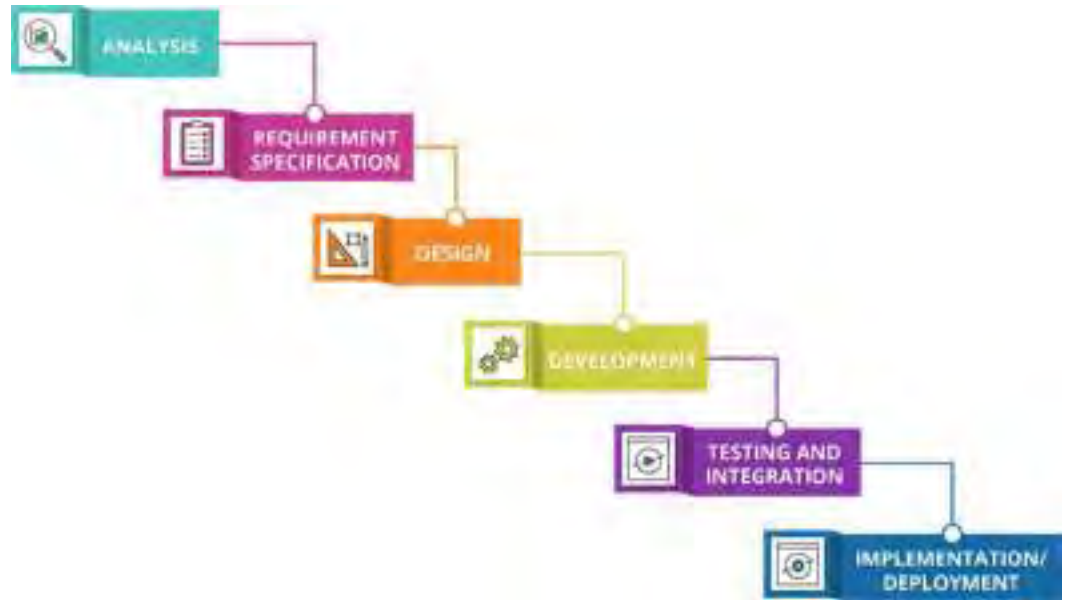 ANALYSIS
REQUIREMENT
SPECIFICATION
DESIGN
DEVELOPMENT
TESTING AND
INTEGRATION
IMPLEMENTATION/
DEPLOYMENT